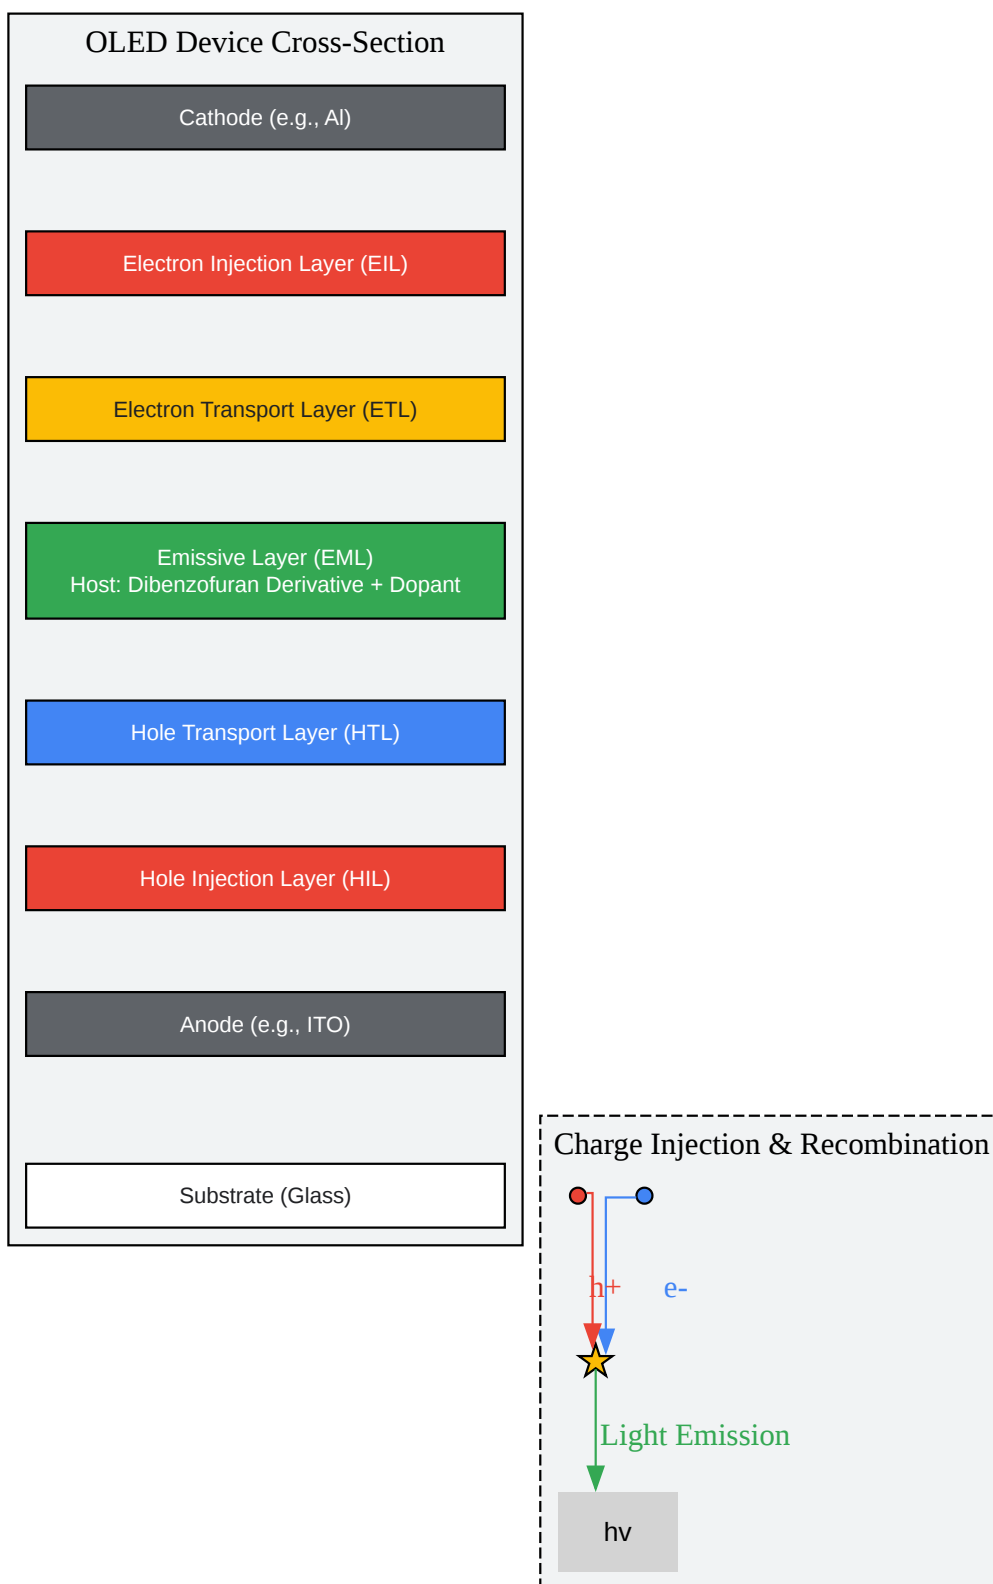 OLED Device Cross-Section
Cathode (e.g., Al)
Electron Injection Layer (EIL)
Electron Transport Layer (ETL)
Emissive Layer (EML)
Host: Dibenzofuran Derivative + Dopant
Hole Transport Layer (HTL)
Hole Injection Layer (HIL)
Anode (e.g., ITO)
Substrate (Glass)
Charge Injection & Recombination
h+
e-
Light Emission
hv